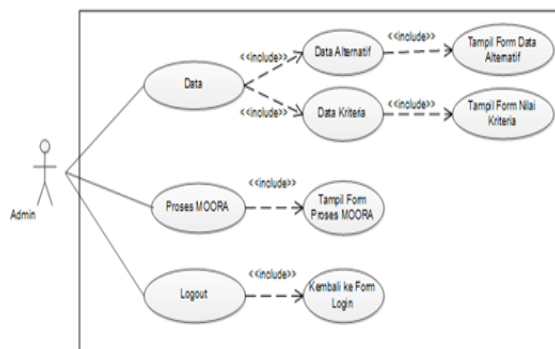 <<include>>
Data Alternatif
<<include>>
Tampil Form Data
Alternatif
Data
<<include>>
Data Kriteria
<<include>>
Tampil Form Nilai
Kriteria
Admin
Proses MOORA
<<include>>
Tampil Form
Proses MOORA
Logout
<<include>>
Kembali ke Form
Login